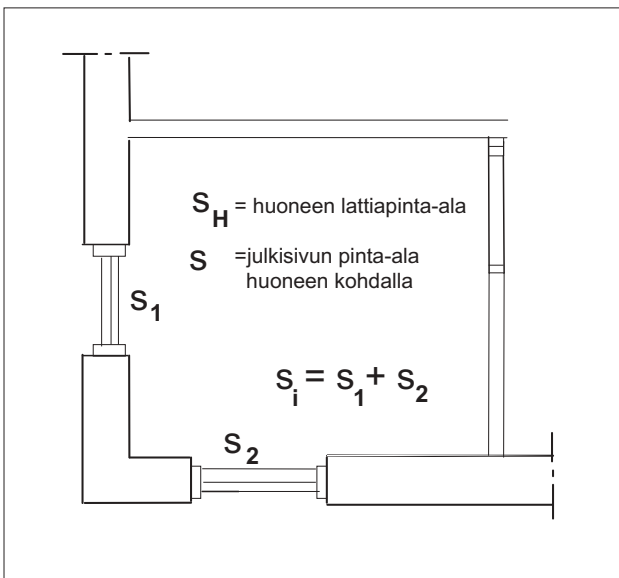 S_H = huoneen lattiapinta-ala
S =julkisivun pinta-ala
huoneen kohdalla
S_1
S_i = S_1 + S_2
S_2